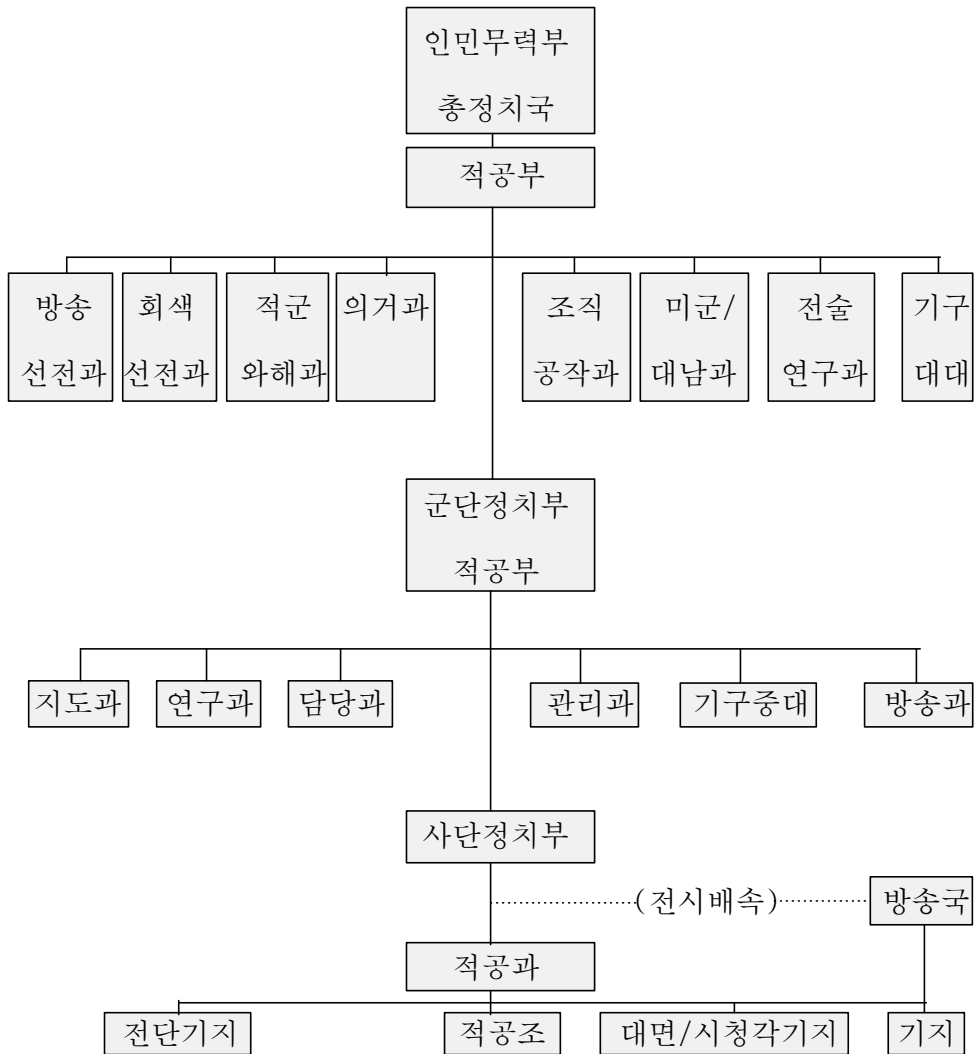 인민무력부
총정치국
적공부
방송
선전과
회색
선전과
적군
와해과
의거과
조직
공작과
미군/
대남과
전술
연구과
기구
대대
군단정치부
적공부
지도과
연구과
담당과
관리과
기구중대
방송과
사단정치부
(전시배속)
방송국
적공과
전단기지
적공조
대면/시청각기지
기지